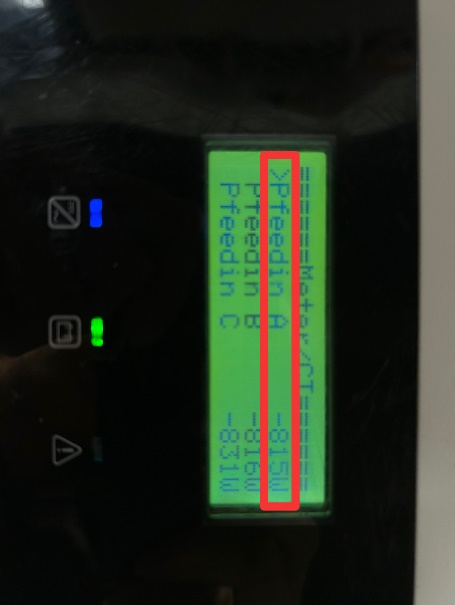 ======Meter/CT======
>Pfeedin A -815W
Pfeedin B -816W
Pfeedin C -831W